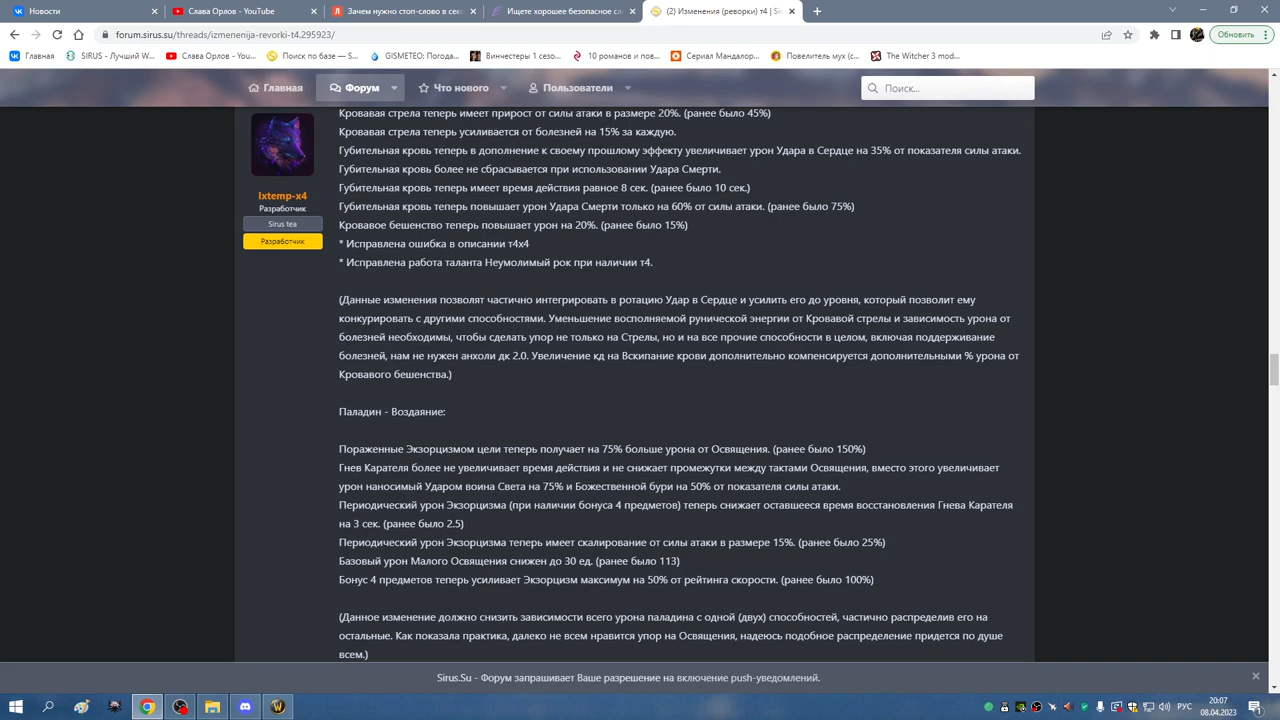 Новости
Слава Орлов - YouTube
Зачем нужно стоп-слово в секс
Ищете хорошее безопасное сл
(2) Изменения (реворки) т4 | Sir
forum.sirus.su/threads/izmenenija-revorki-t4.295923/
Обновить
Главная
SIRUS - Лучший W...
Слава Орлов - You...
Поиск по базе — S...
GISMETEO: Погода...
Винчестеры 1 сезо...
10 романов и пов...
Сериал Мандалор...
Повелитель мух (с...
The Witcher 3 mod...
Главная
Форум
Что нового
Пользователи
Поиск...
Ixtemp-x4
Разработчик
Sirus tea
Разработчик
Кровавая стрела теперь имеет прирост от силы атаки в размере 20%. (ранее было 45%)
Кровавая стрела теперь усиливается от болезней на 15% за каждую.
Губительная кровь теперь в дополнение к своему прошлому эффекту увеличивает урон Удара в Сердце на 35% от показателя силы атаки.
Губительная кровь более не сбрасывается при использовании Удара Смерти.
Губительная кровь теперь имеет время действия равное 8 сек. (ранее было 10 сек.)
Губительная кровь теперь повышает урон Удара Смерти только на 60% от силы атаки. (ранее было 75%)
Кровавое бешенство теперь повышает урон на 20%. (ранее было 15%)
* Исправлена ошибка в описании т4х4
* Исправлена работа таланта Неумолимый рок при наличии т4.
(Данные изменения позволят частично интегрировать в ротацию Удар в Сердце и усилить его до уровня, который позволит ему
конкурировать с другими способностями. Уменьшение восполняемой рунической энергии от Кровавой стрелы и зависимость урона от
болезней необходимы, чтобы сделать упор не только на Стрелы, но и на все прочие способности в целом, включая поддерживание
болезней, нам не нужен анхоли дк 2.0. Увеличение кд на Вскипание крови дополнительно компенсируется дополнительными % урона от
Кровавого бешенства.)
Паладин - Воздаяние:
Пораженные Экзорцизмом цели теперь получает на 75% больше урона от Освящения. (ранее было 150%)
Гнев Карателя более не увеличивает время действия и не снижает промежутки между тактами Освящения, вместо этого увеличивает
урон наносимый Ударом воина Света на 75% и Божественной бури на 50% от показателя силы атаки.
Периодический урон Экзорцизма (при наличии бонуса 4 предметов) теперь снижает оставшееся время восстановления Гнева Карателя
на 3 сек. (ранее было 2.5)
Периодический урон Экзорцизма теперь имеет скалирование от силы атаки в размере 15%. (ранее было 25%)
Базовый урон Малого Освящения снижен до 30 ед. (ранее было 113)
Бонус 4 предметов теперь усиливает Экзорцизм максимум на 50% от рейтинга скорости. (ранее было 100%)
(Данное изменение должно снизить зависимости всего урона паладина с одной (двух) способностей, частично распределив его на
остальные. Как показала практика, далеко не всем нравится упор на Освящения, надеюсь подобное распределение придется по душе
всем.)
Sirus.Su - Форум запрашивает Ваше разрешение на включение push-уведомлений.
РУС
20:07
08.04.2023